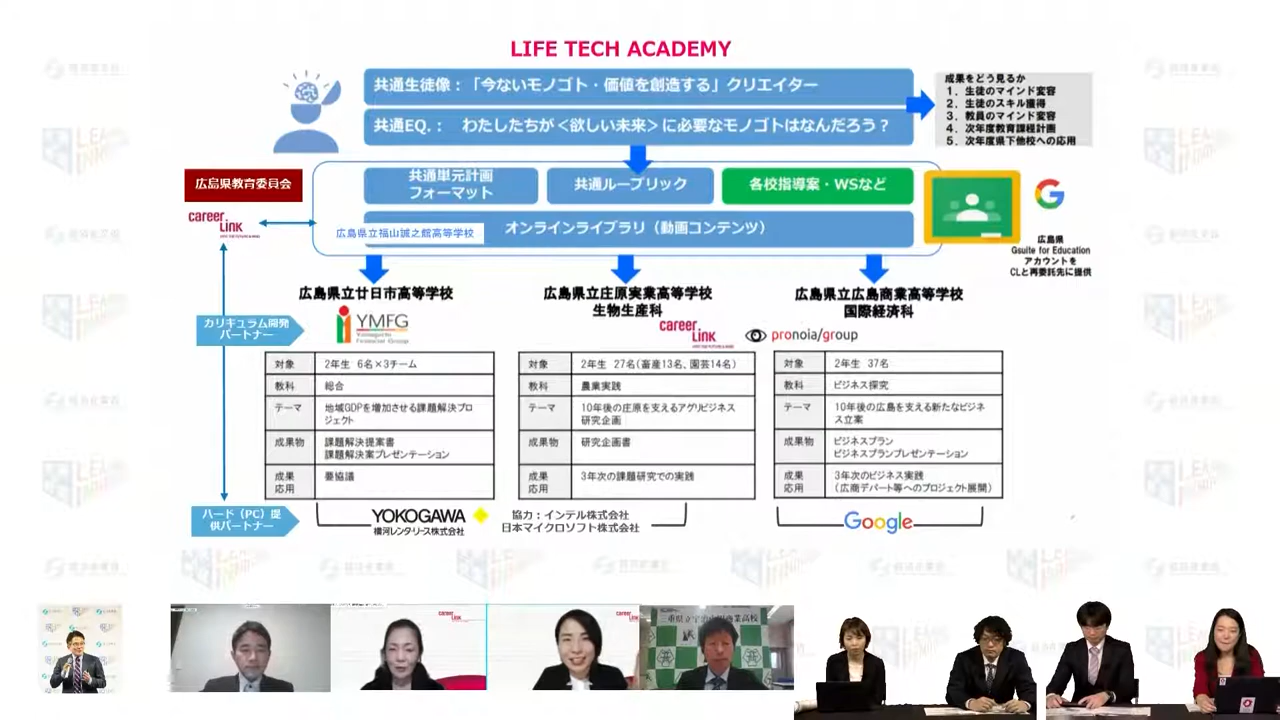 LIFE TECH ACADEMY
共通生徒像：「今ないモノゴト・価値を創造する」クリエイター
共通EQ.： わたしたちが＜欲しい未来＞に必要なモノゴトはなんだろう？
成果をどう見るか
1．生徒のマインド変容
2．生徒のスキル獲得
3．教員のマインド変容
4．次年度教育課程計画
5．次年度県下他校への応用
広島県教育委員会
career Link
共通単元計画
フォーマット
共通ルーブリック
各校指導案・WSなど
広島県立福山誠之館高等学校
オンラインライブラリ（動画コンテンツ）
広島県
Gsuite for Education
アカウントを
CLと再委託先に提供
カリキュラム開発
パートナー
広島県立廿日市高等学校
YMFG
Yamaguchi
Financial Group
対象 2年生 6名×3チーム
教科 総合
テーマ 地域GDPを増加させる課題解決プロ
ジェクト
成果物 課題解決提案書
課題解決案プレゼンテーション
成果
応用 要協議
広島県立庄原実業高等学校
生物生産科
career Link
対象 2年生 27名（畜産13名、園芸14名）
教科 農業実践
テーマ 10年後の庄原を支えるアグリビジネス
研究企画
成果物 研究企画書
成果
応用 3年次の課題研究での実践
広島県立広島商業高等学校
国際経済科
pronoia/group
対象 2年生 37名
教科 ビジネス探究
テーマ 10年後の広島を支える新たなビジネ
ス立案
成果物 ビジネスプラン
ビジネスプランプレゼンテーション
成果
応用 3年次のビジネス実践
（広商デパート等へのプロジェクト展開）
ハード（PC）提
供パートナー
YOKOGAWA
横河レンタリース株式会社
協力：インテル株式会社
日本マイクロソフト株式会社
Google
career Link
career Link